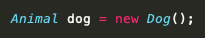 Animal dog = new Dog();